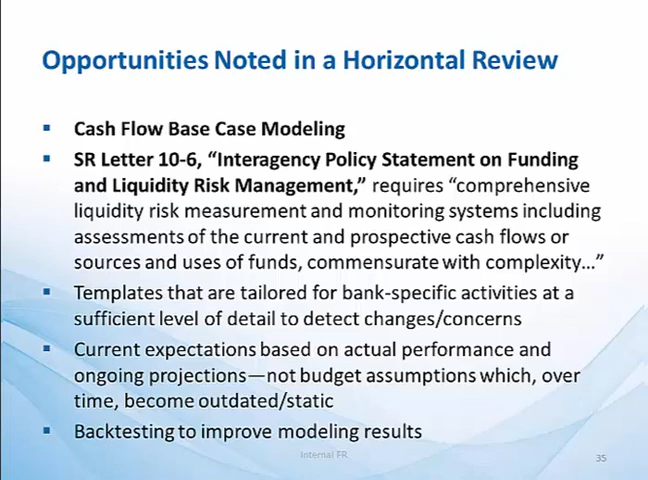 Opportunities Noted in a Horizontal Review
Cash Flow Base Case Modeling
SR Letter 10-6, “Interagency Policy Statement on Funding
and Liquidity Risk Management,” requires “comprehensive
liquidity risk measurement and monitoring systems including
assessments of the current and prospective cash flows or
sources and uses of funds, commensurate with complexity…”
Templates that are tailored for bank-specific activities at a
sufficient level of detail to detect changes/concerns
Current expectations based on actual performance and
ongoing projections—not budget assumptions which, over
time, become outdated/static
Backtesting to improve modeling results
Internal FR
35